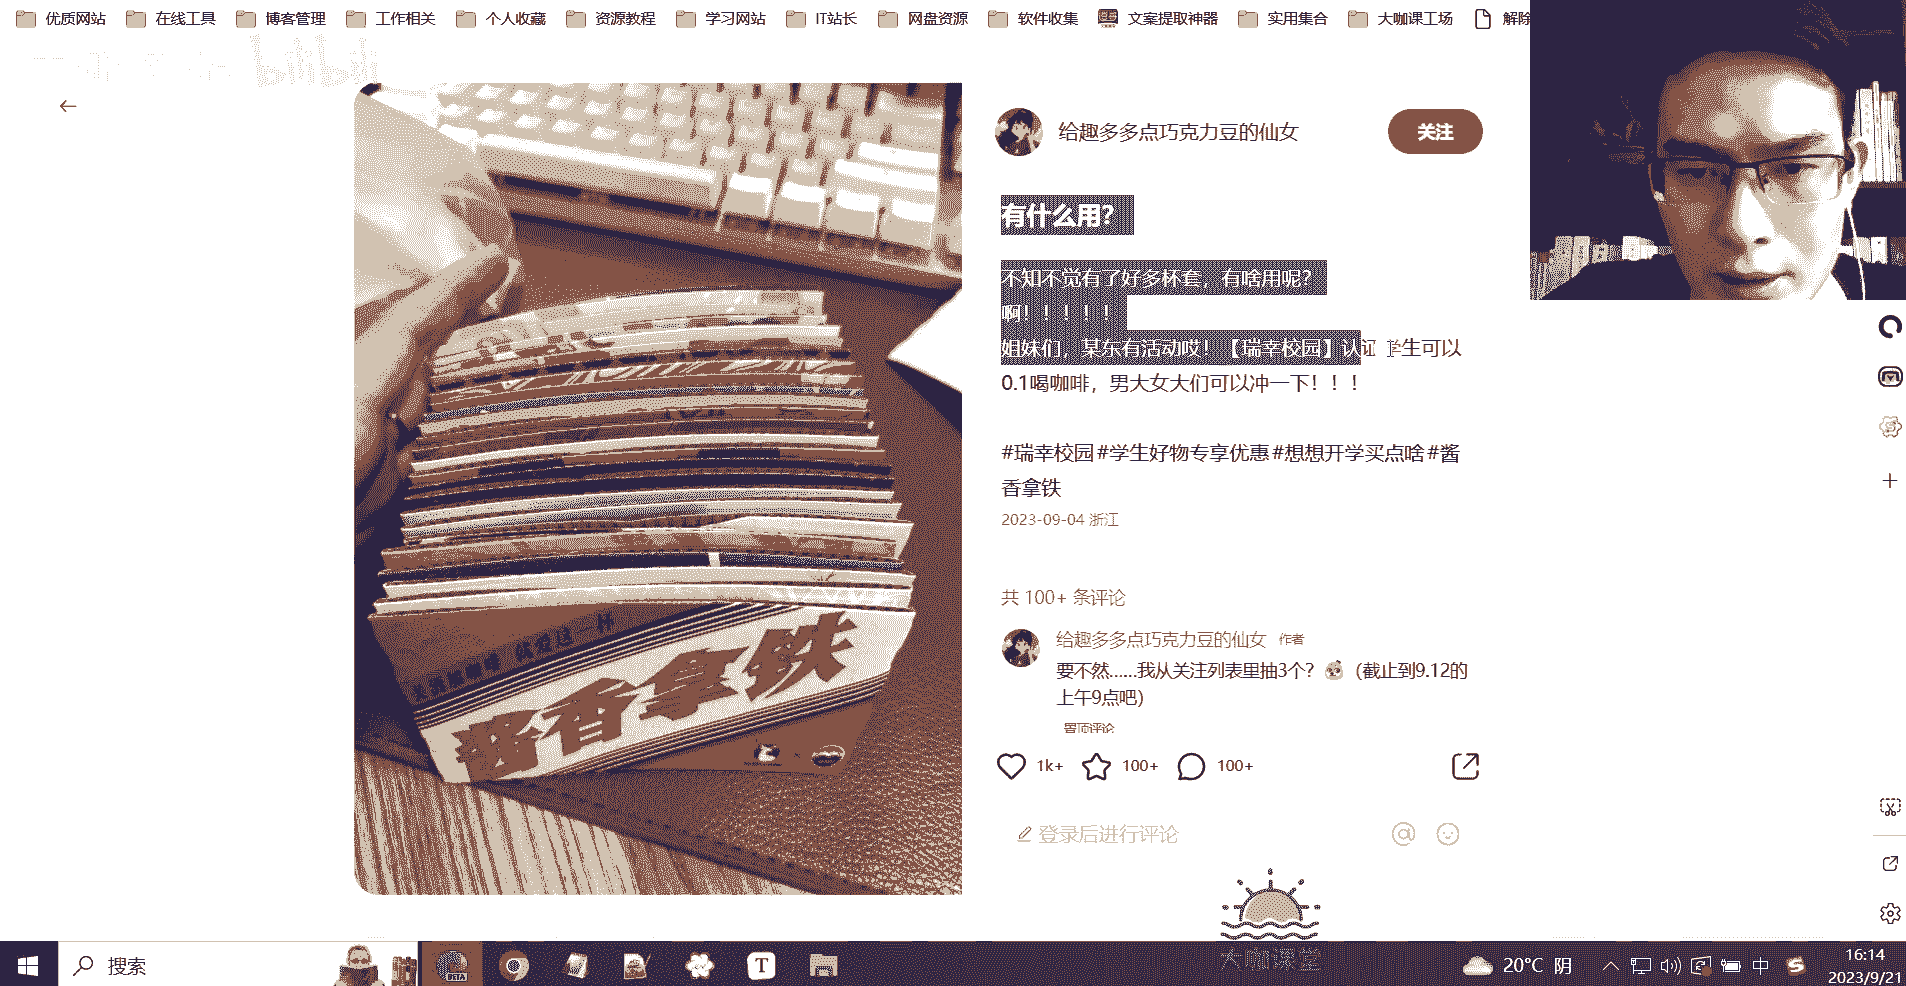 优质网站 在线工具 博客管理 工作相关 个人收藏 资源教程 学习网站 IT站长 网盘资源 软件收集 文案提取神器 实用集合 大咖课工场 解除
bilibili
给趣多多点巧克力豆的仙女
关注
有什么用？
不知不觉有了好多杯套，有啥用呢？
啊！！！！！
姐妹们，某东有活动哎！【瑞幸校园】认证学生可以
0.1喝咖啡，男大女大们可以冲一下！！！
#瑞幸校园 #学生好物专享优惠 #想想开学买点啥 #酱
香拿铁
2023-09-04 浙江
共 100+ 条评论
给趣多多点巧克力豆的仙女 作者
要不然......我从关注列表里抽3个？（截止到9.12的
上午9点吧）
置顶评论
1k+ 100+ 100+
登录后进行评论
酱香拿铁
大咖课堂
搜索
BETA
T
20°C 阴
中
16:14
2023/9/21